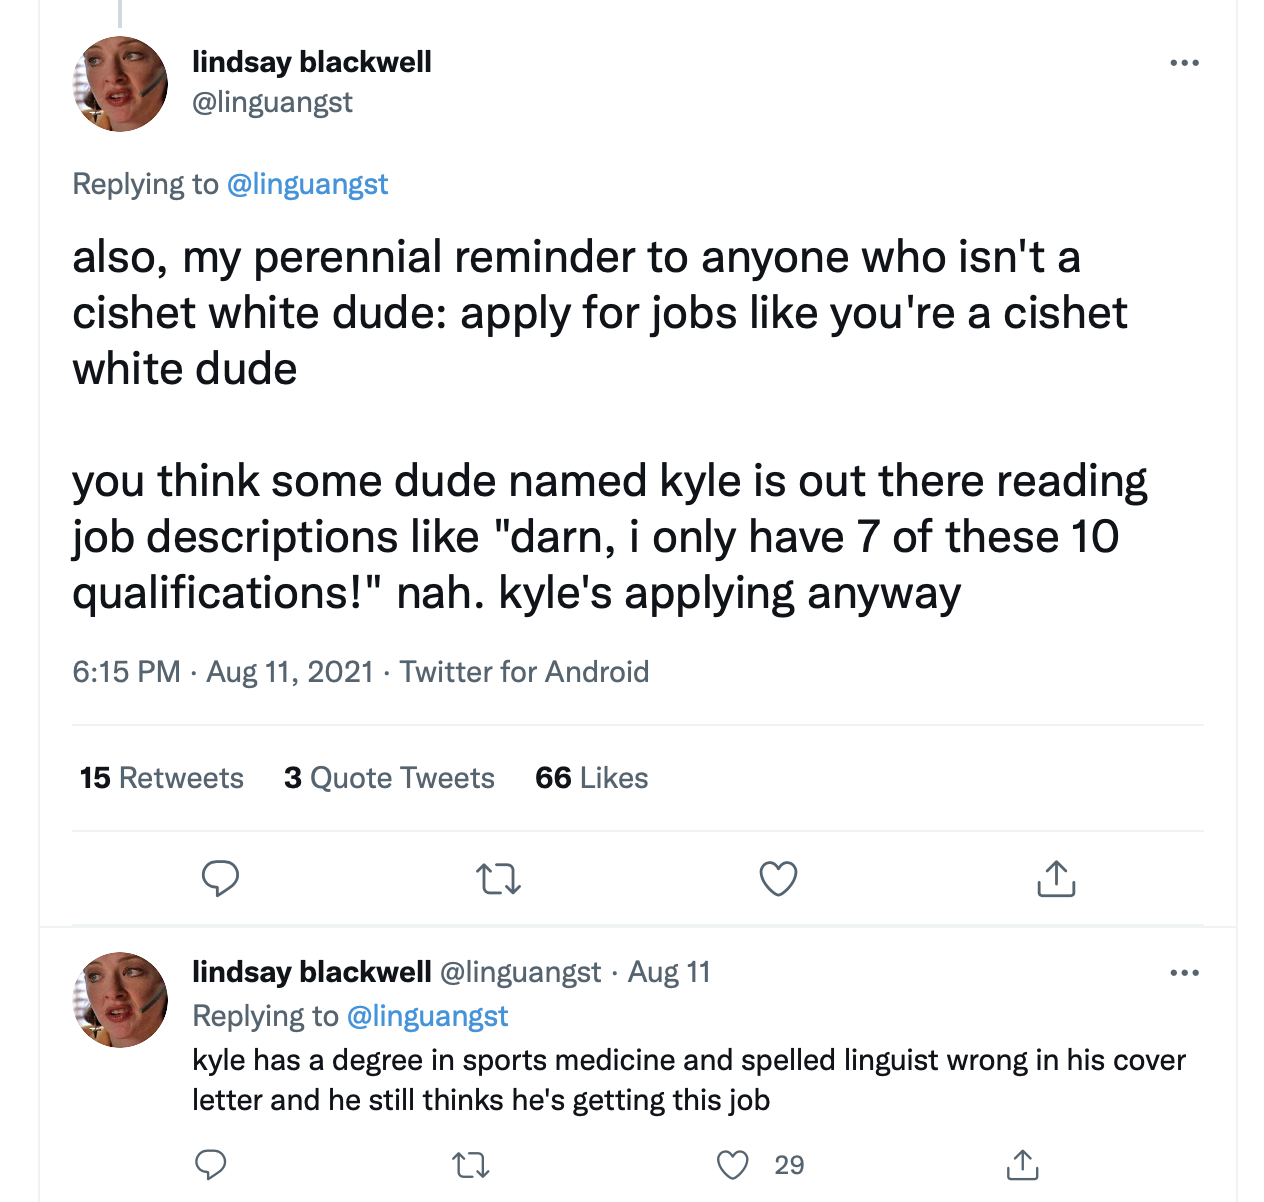 lindsay blackwell
@linguangst
Replying to @linguangst
also, my perennial reminder to anyone who isn't a
cishet white dude: apply for jobs like you're a cishet
white dude
you think some dude named kyle is out there reading
job descriptions like "darn, i only have 7 of these 10
qualifications!" nah. kyle's applying anyway
6:15 PM · Aug 11, 2021 · Twitter for Android
15 Retweets 3 Quote Tweets 66 Likes
lindsay blackwell @linguangst · Aug 11
Replying to @linguangst
kyle has a degree in sports medicine and spelled linguist wrong in his cover
letter and he still thinks he's getting this job
29